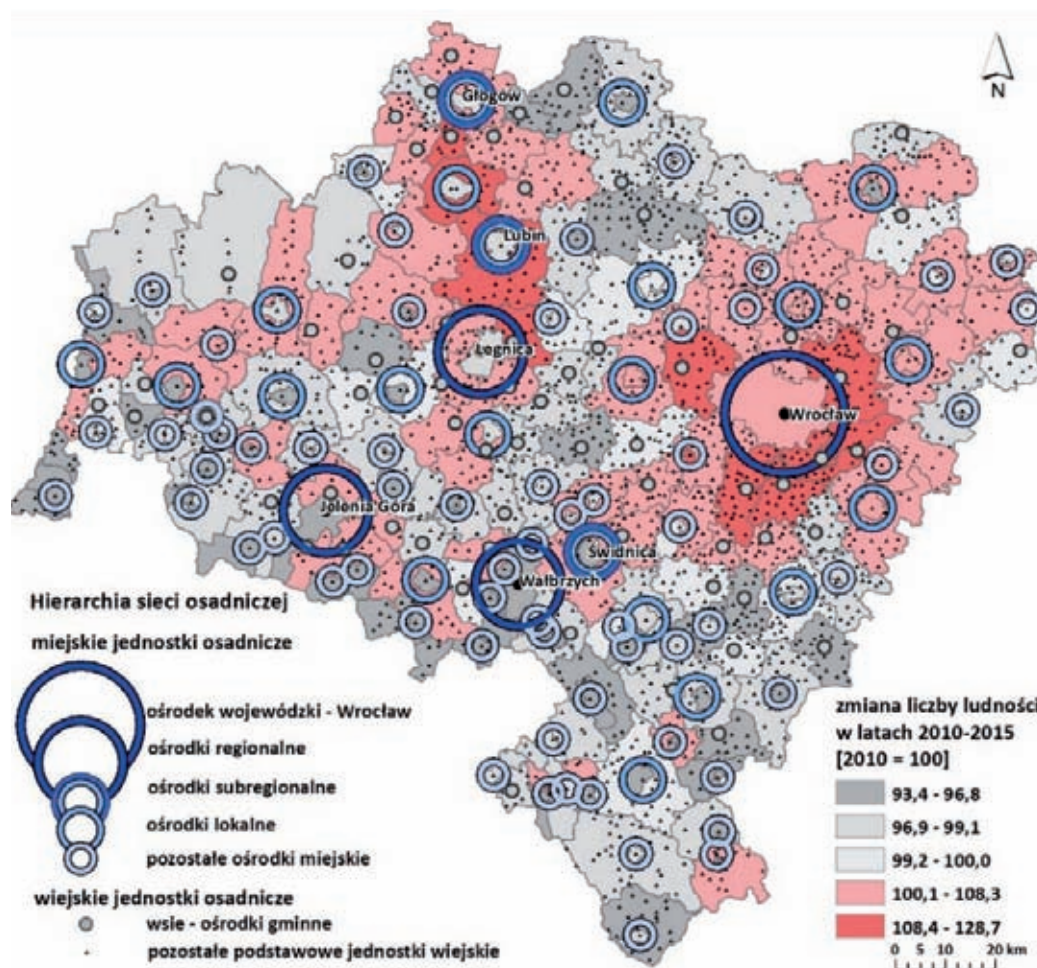 N
Głogów
Lubin
Legnica
Wrocław
Jelenia Góra
Świdnica
Wałbrzych
Hierarchia sieci osadniczej
miejskie jednostki osadnicze
ośrodek wojewódzki - Wrocław
ośrodki regionalne
ośrodki subregionalne
ośrodki lokalne
pozostałe ośrodki miejskie
wiejskie jednostki osadnicze
wsie - ośrodki gminne
pozostałe podstawowe jednostki wiejskie
zmiana liczby ludności
w latach 2010-2015
[2010 = 100]
93,4 - 96,8
96,9 - 99,1
99,2 - 100,0
100,1 - 108,3
108,4 - 128,7
0 5 10 20 km